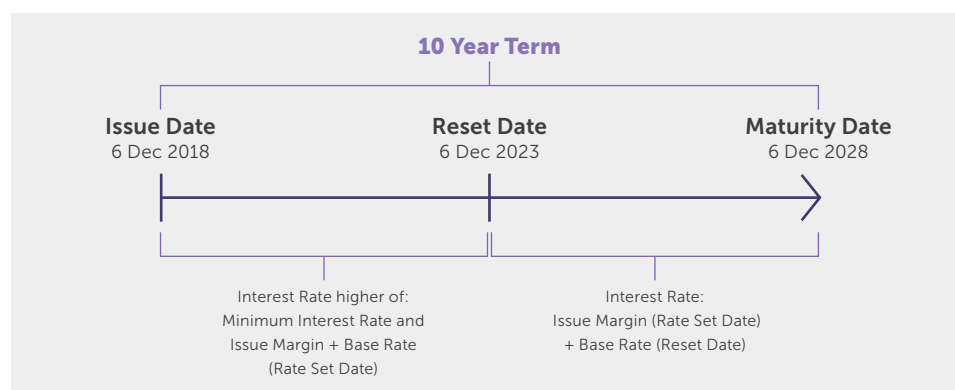 10 Year Term
Issue Date
6 Dec 2018
Reset Date
6 Dec 2023
Maturity Date
6 Dec 2028
Interest Rate higher of:
Minimum Interest Rate and
Issue Margin + Base Rate
(Rate Set Date)
Interest Rate:
Issue Margin (Rate Set Date)
+ Base Rate (Reset Date)